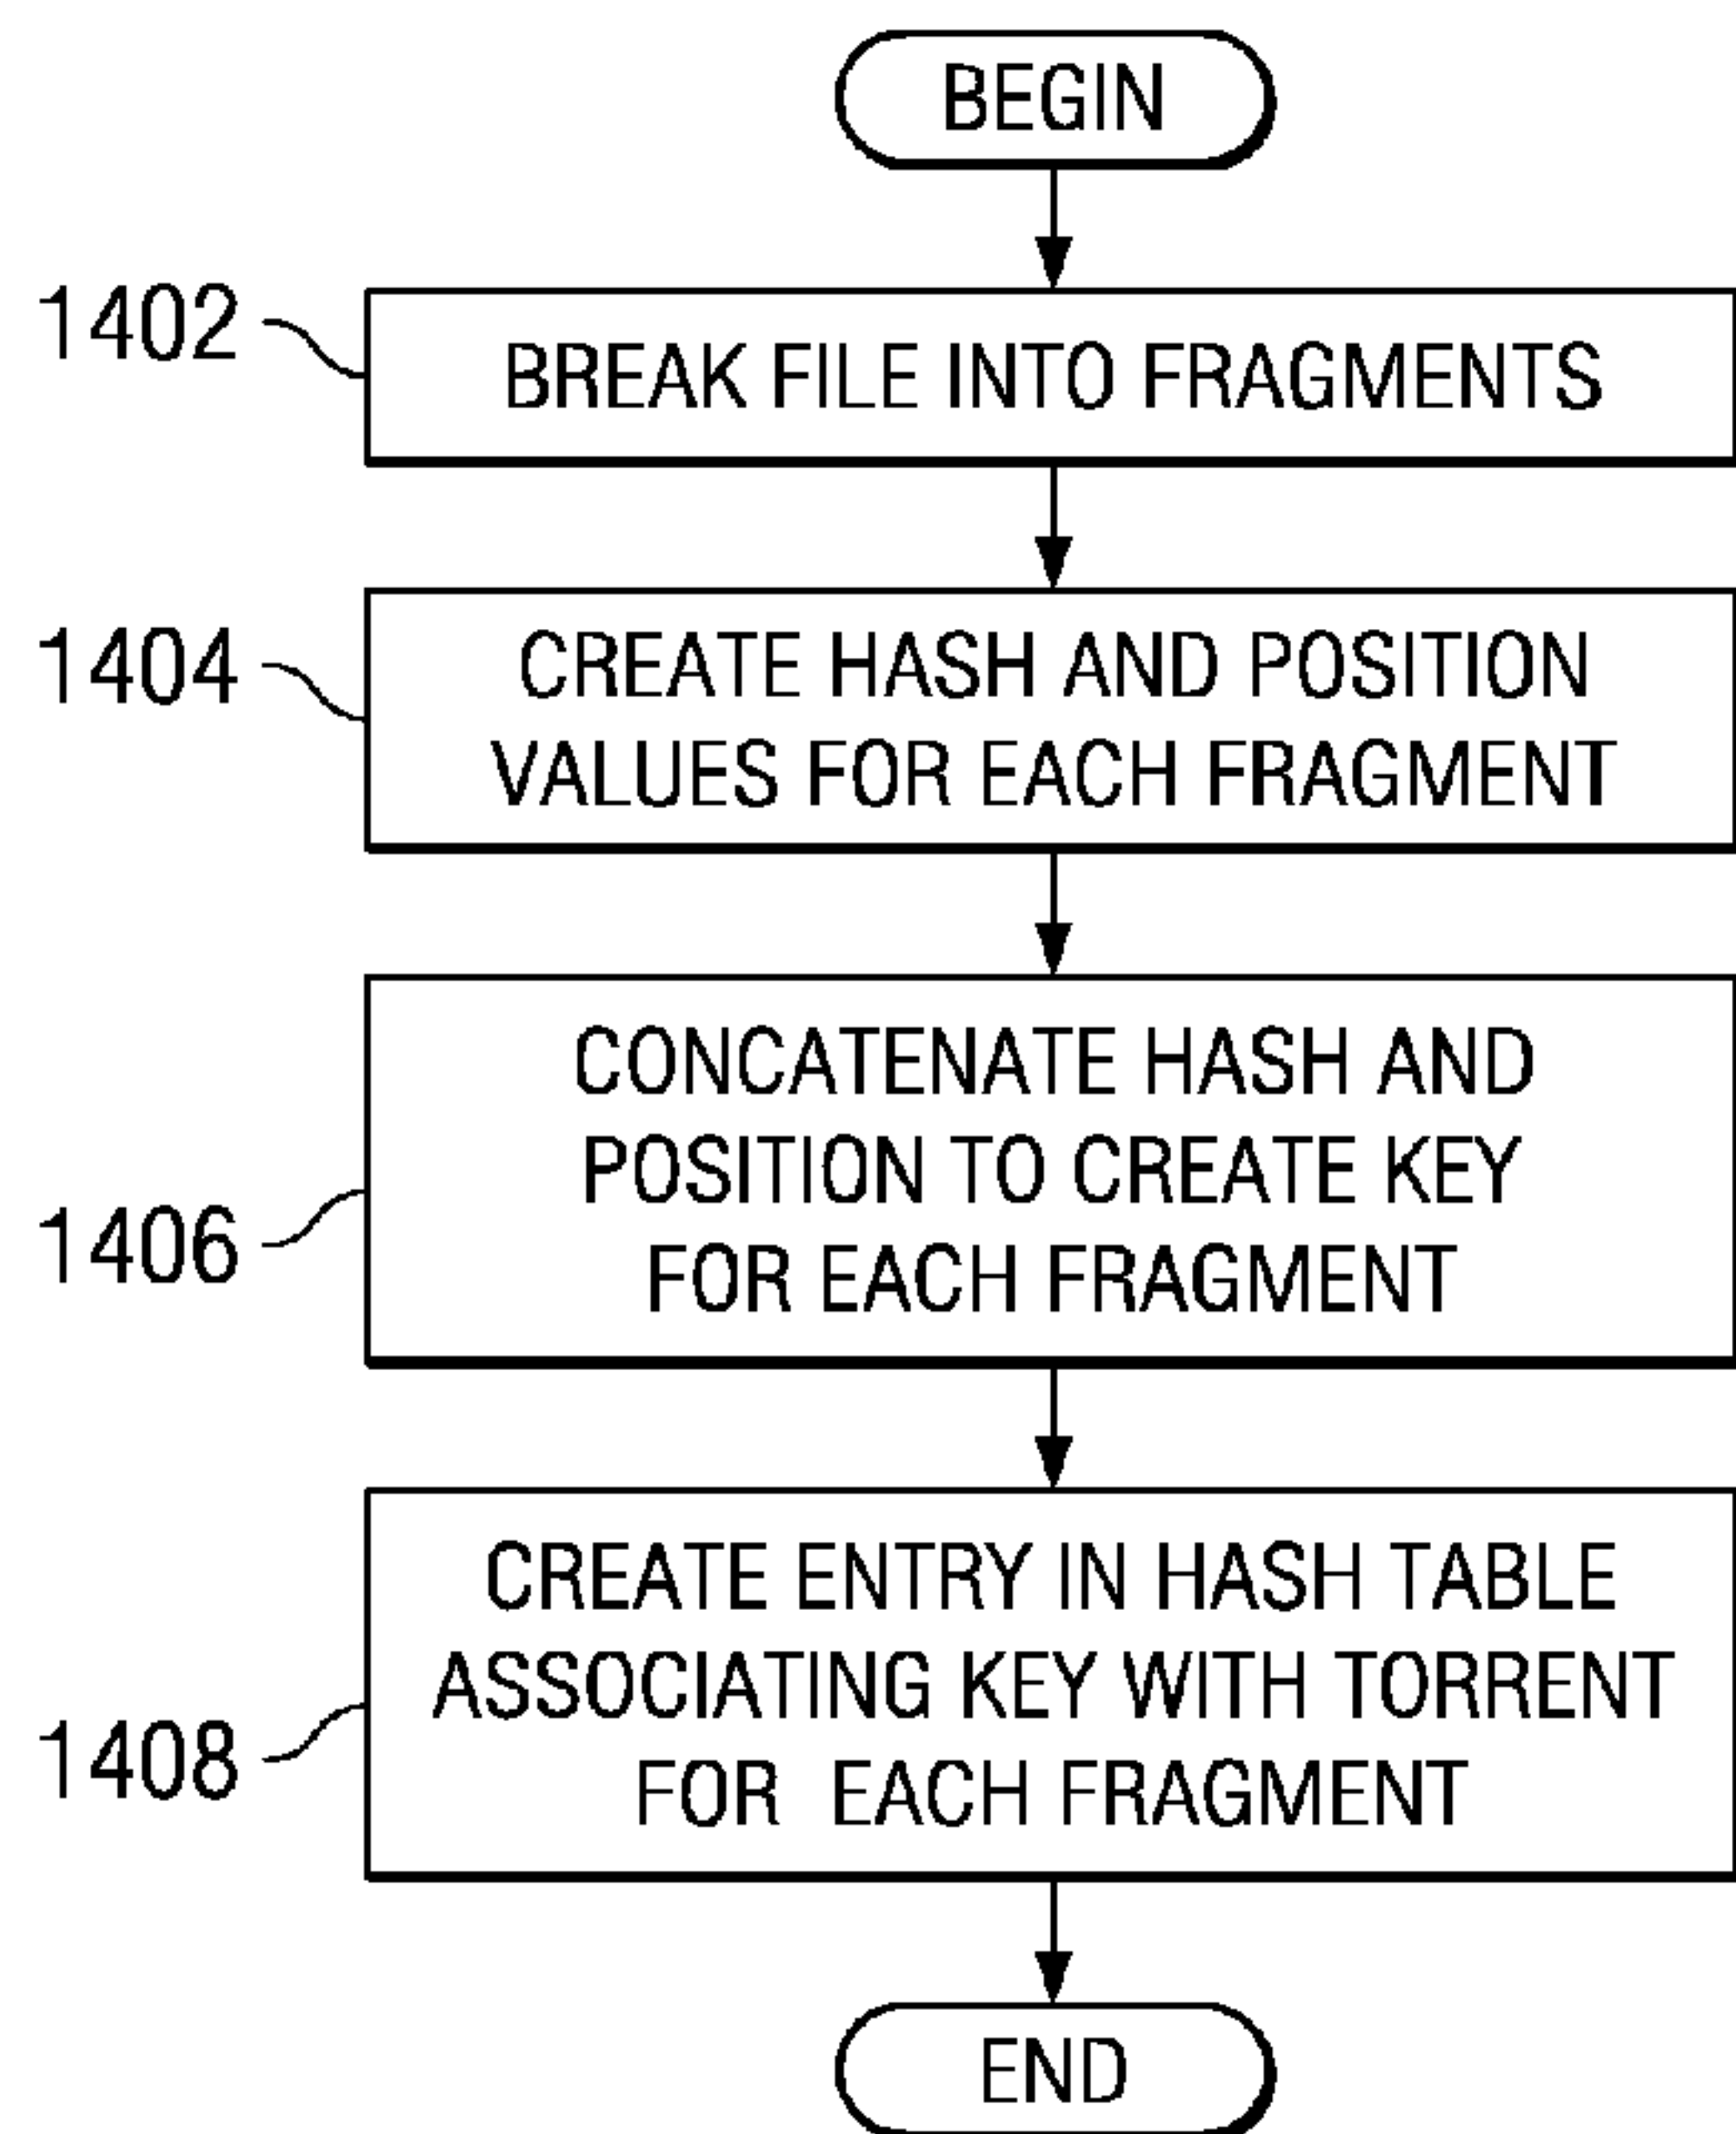 BEGIN
1402
BREAK FILE INTO FRAGMENTS
1404
CREATE HASH AND POSITION
VALUES FOR EACH FRAGMENT
1406
CONCATENATE HASH AND
POSITION TO CREATE KEY
FOR EACH FRAGMENT
1408
CREATE ENTRY IN HASH TABLE
ASSOCIATING KEY WITH TORRENT
FOR EACH FRAGMENT
END